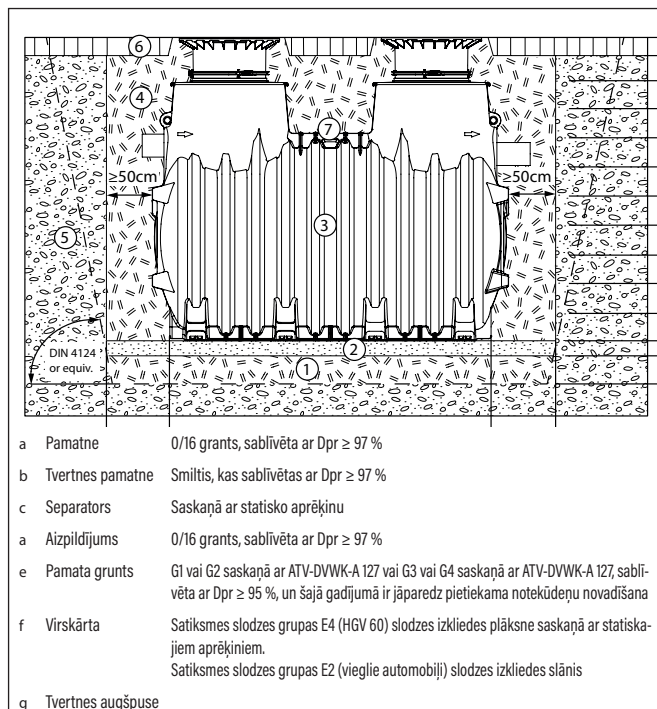 6
4
7
≥50cm
≥50cm
3
5
2
DIN 4124
or equiv.
1
a Pamatne 0/16 grants, sablīvēta ar Dpr ≥ 97 %
b Tvertnes pamatne Smiltis, kas sablīvētas ar Dpr ≥ 97 %
c Separators Saskaņā ar statisko aprēķinu
a Aizpildījums 0/16 grants, sablīvēta ar Dpr ≥ 97 %
e Pamata grunts G1 vai G2 saskaņā ar ATV-DVWK-A 127 vai G3 vai G4 saskaņā ar ATV-DVWK-A 127, sablī-
vēta ar Dpr ≥ 95 %, un šajā gadījumā ir jāparedz pietiekama notekūdeņu novadīšana
f Virskārta Satiksmes slodzes grupas E4 (HGV 60) slodzes izkliedes plāksne saskaņā ar statiska-
jiem aprēķiniem.
Satiksmes slodzes grupas E2 (vieglie automobiļi) slodzes izkliedes slānis
g Tvertnes augšpuse